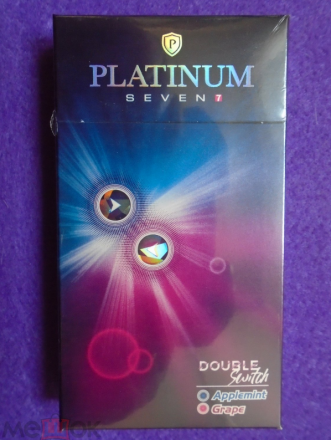 P
PLATINUM
SEVEN 7
DOUBLE
Switch
Applemint
Grape